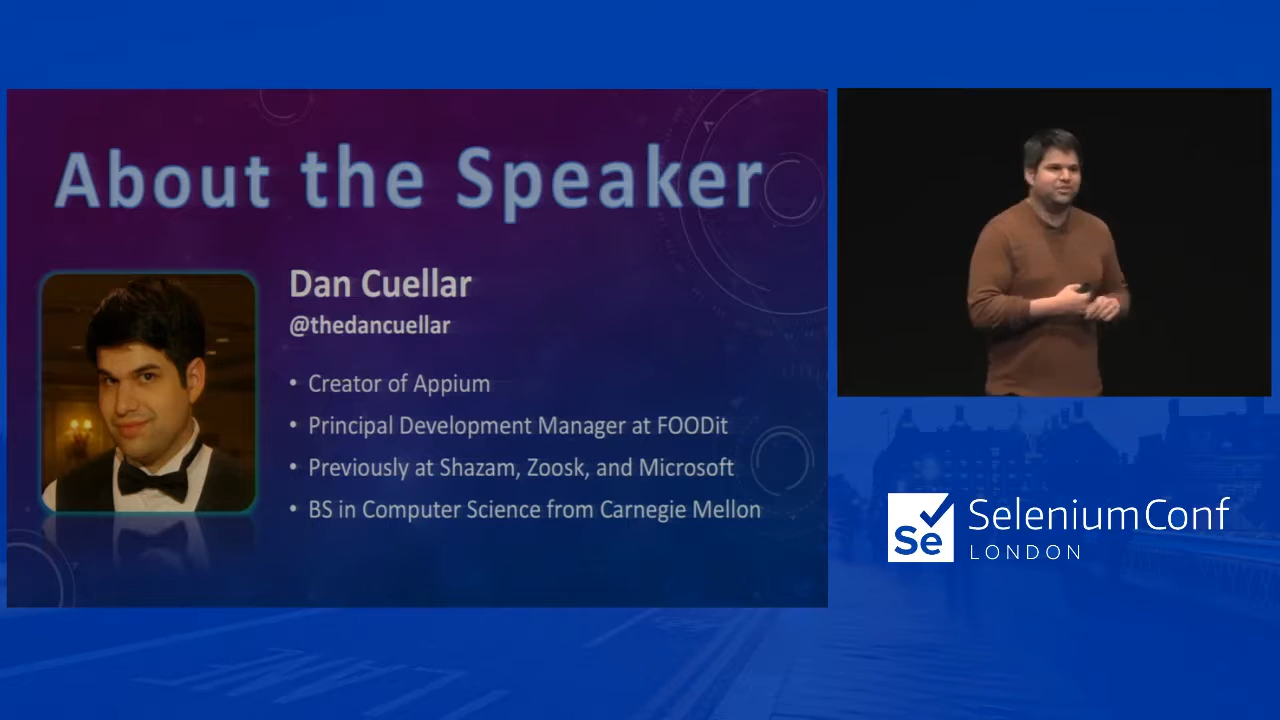 About the Speaker
Dan Cuellar
@thedancuellar
• Creator of Appium
• Principal Development Manager at FOODit
• Previously at Shazam, Zoosk, and Microsoft
• BS in Computer Science from Carnegie Mellon
Se
SeleniumConf
LONDON